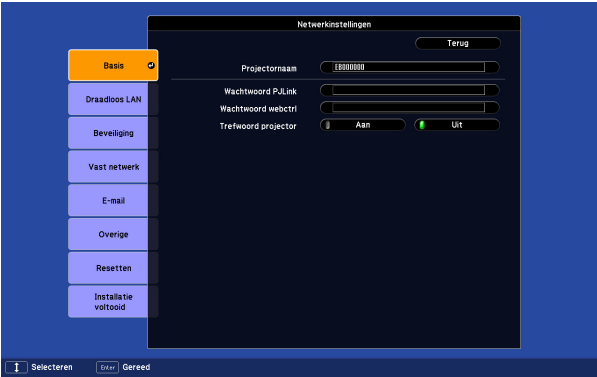 Netwerkinstellingen
Terug
Basis
Projectornaam EB000000
Draadloos LAN
Wachtwoord PJLink
Wachtwoord webctrl
Trefwoord projector Aan Uit
Beveiliging
Vast netwerk
E-mail
Overige
Resetten
Installatie
voltooid
Selecteren Enter Gereed